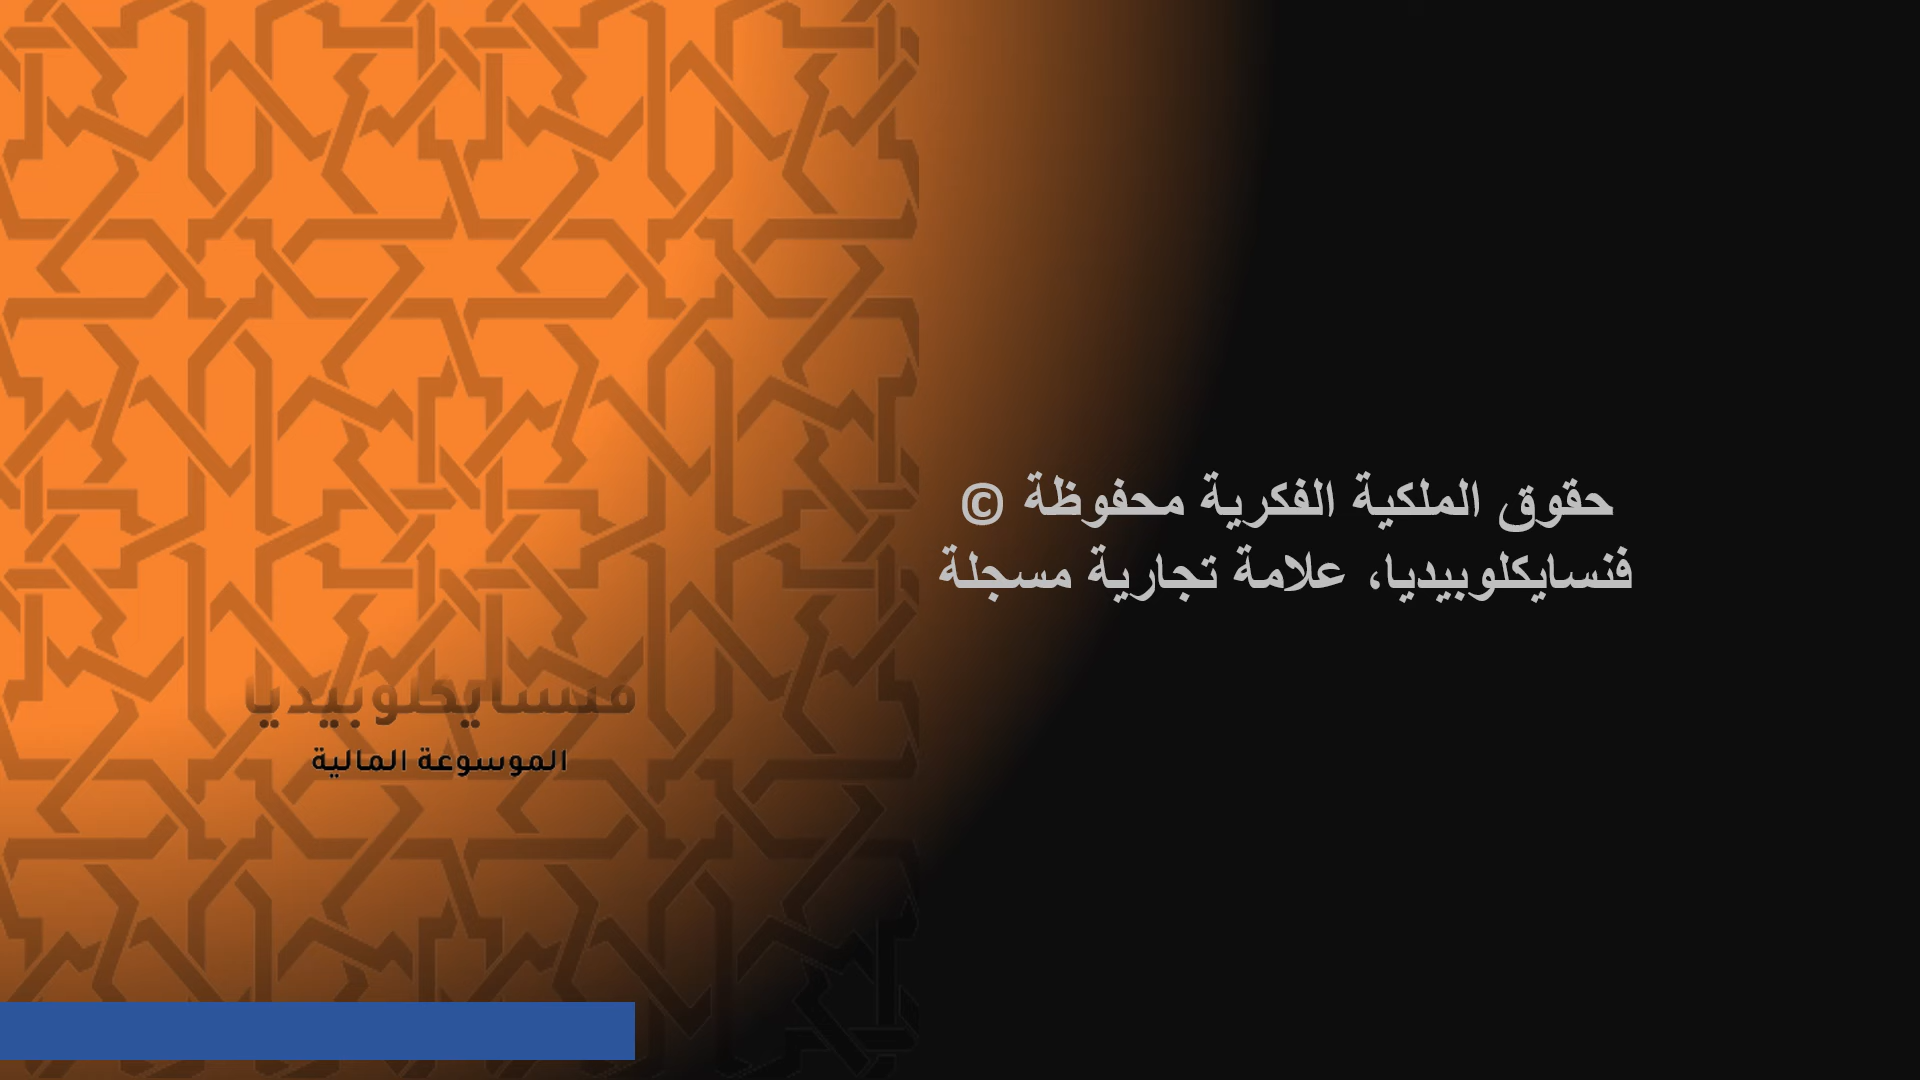 حقوق الملكية الفكرية محفوظة ©
فنسايكلوبيديا، علامة تجارية مسجلة
فنسايكلوبيديا
الموسوعة المالية